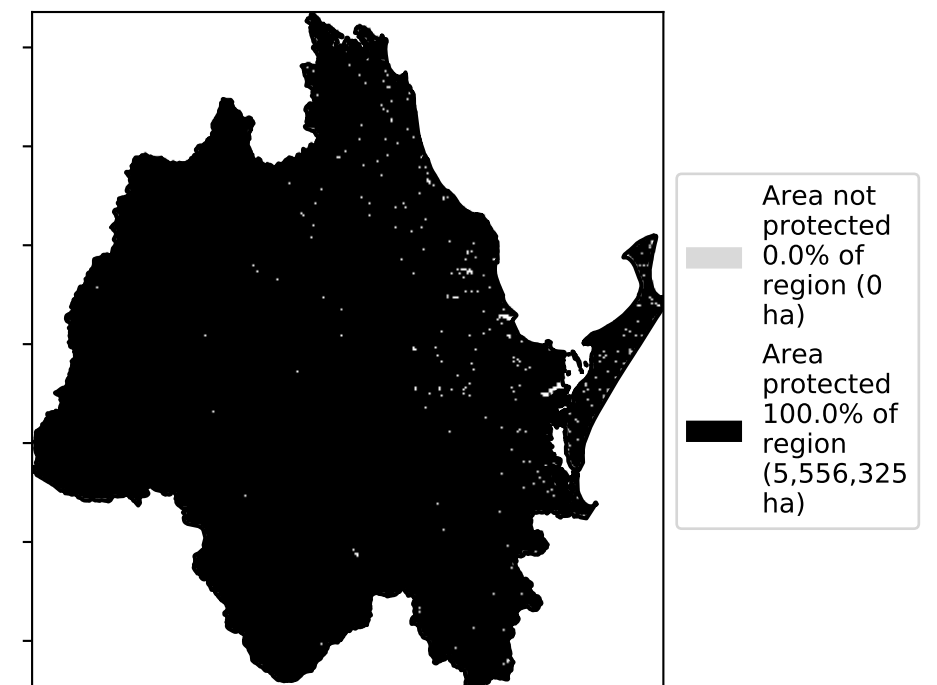 Area not
protected
0.0% of
region (0
ha)
Area
protected
100.0% of
region
(5,556,325
ha)